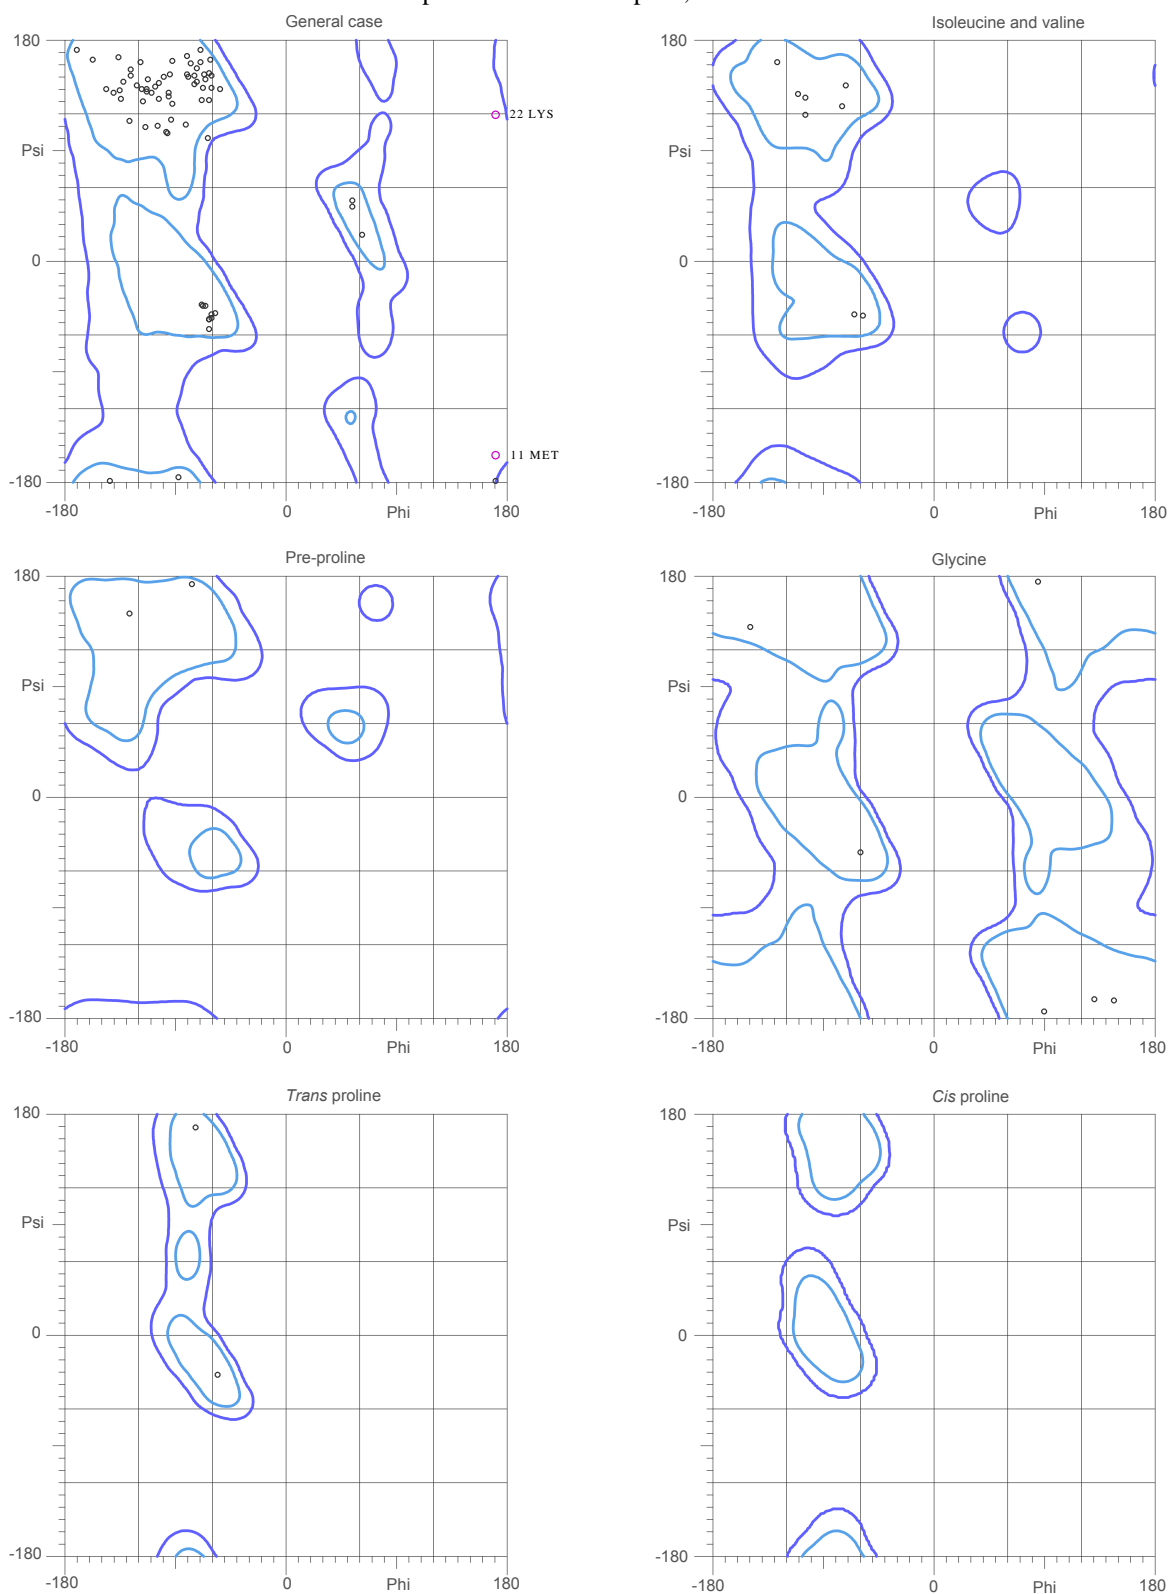 General case
Isoleucine and valine
180
180
22 LYS
Psi
Psi
0
0
11 MET
-180
-180
-180
0
Phi
180
-180
0
Phi
180
Pre-proline
Glycine
180
180
Psi
Psi
0
0
-180
-180
-180
0
Phi
180
-180
0
Phi
180
Trans proline
Cis proline
180
180
Psi
Psi
0
0
-180
-180
-180
0
Phi
180
-180
0
Phi
180